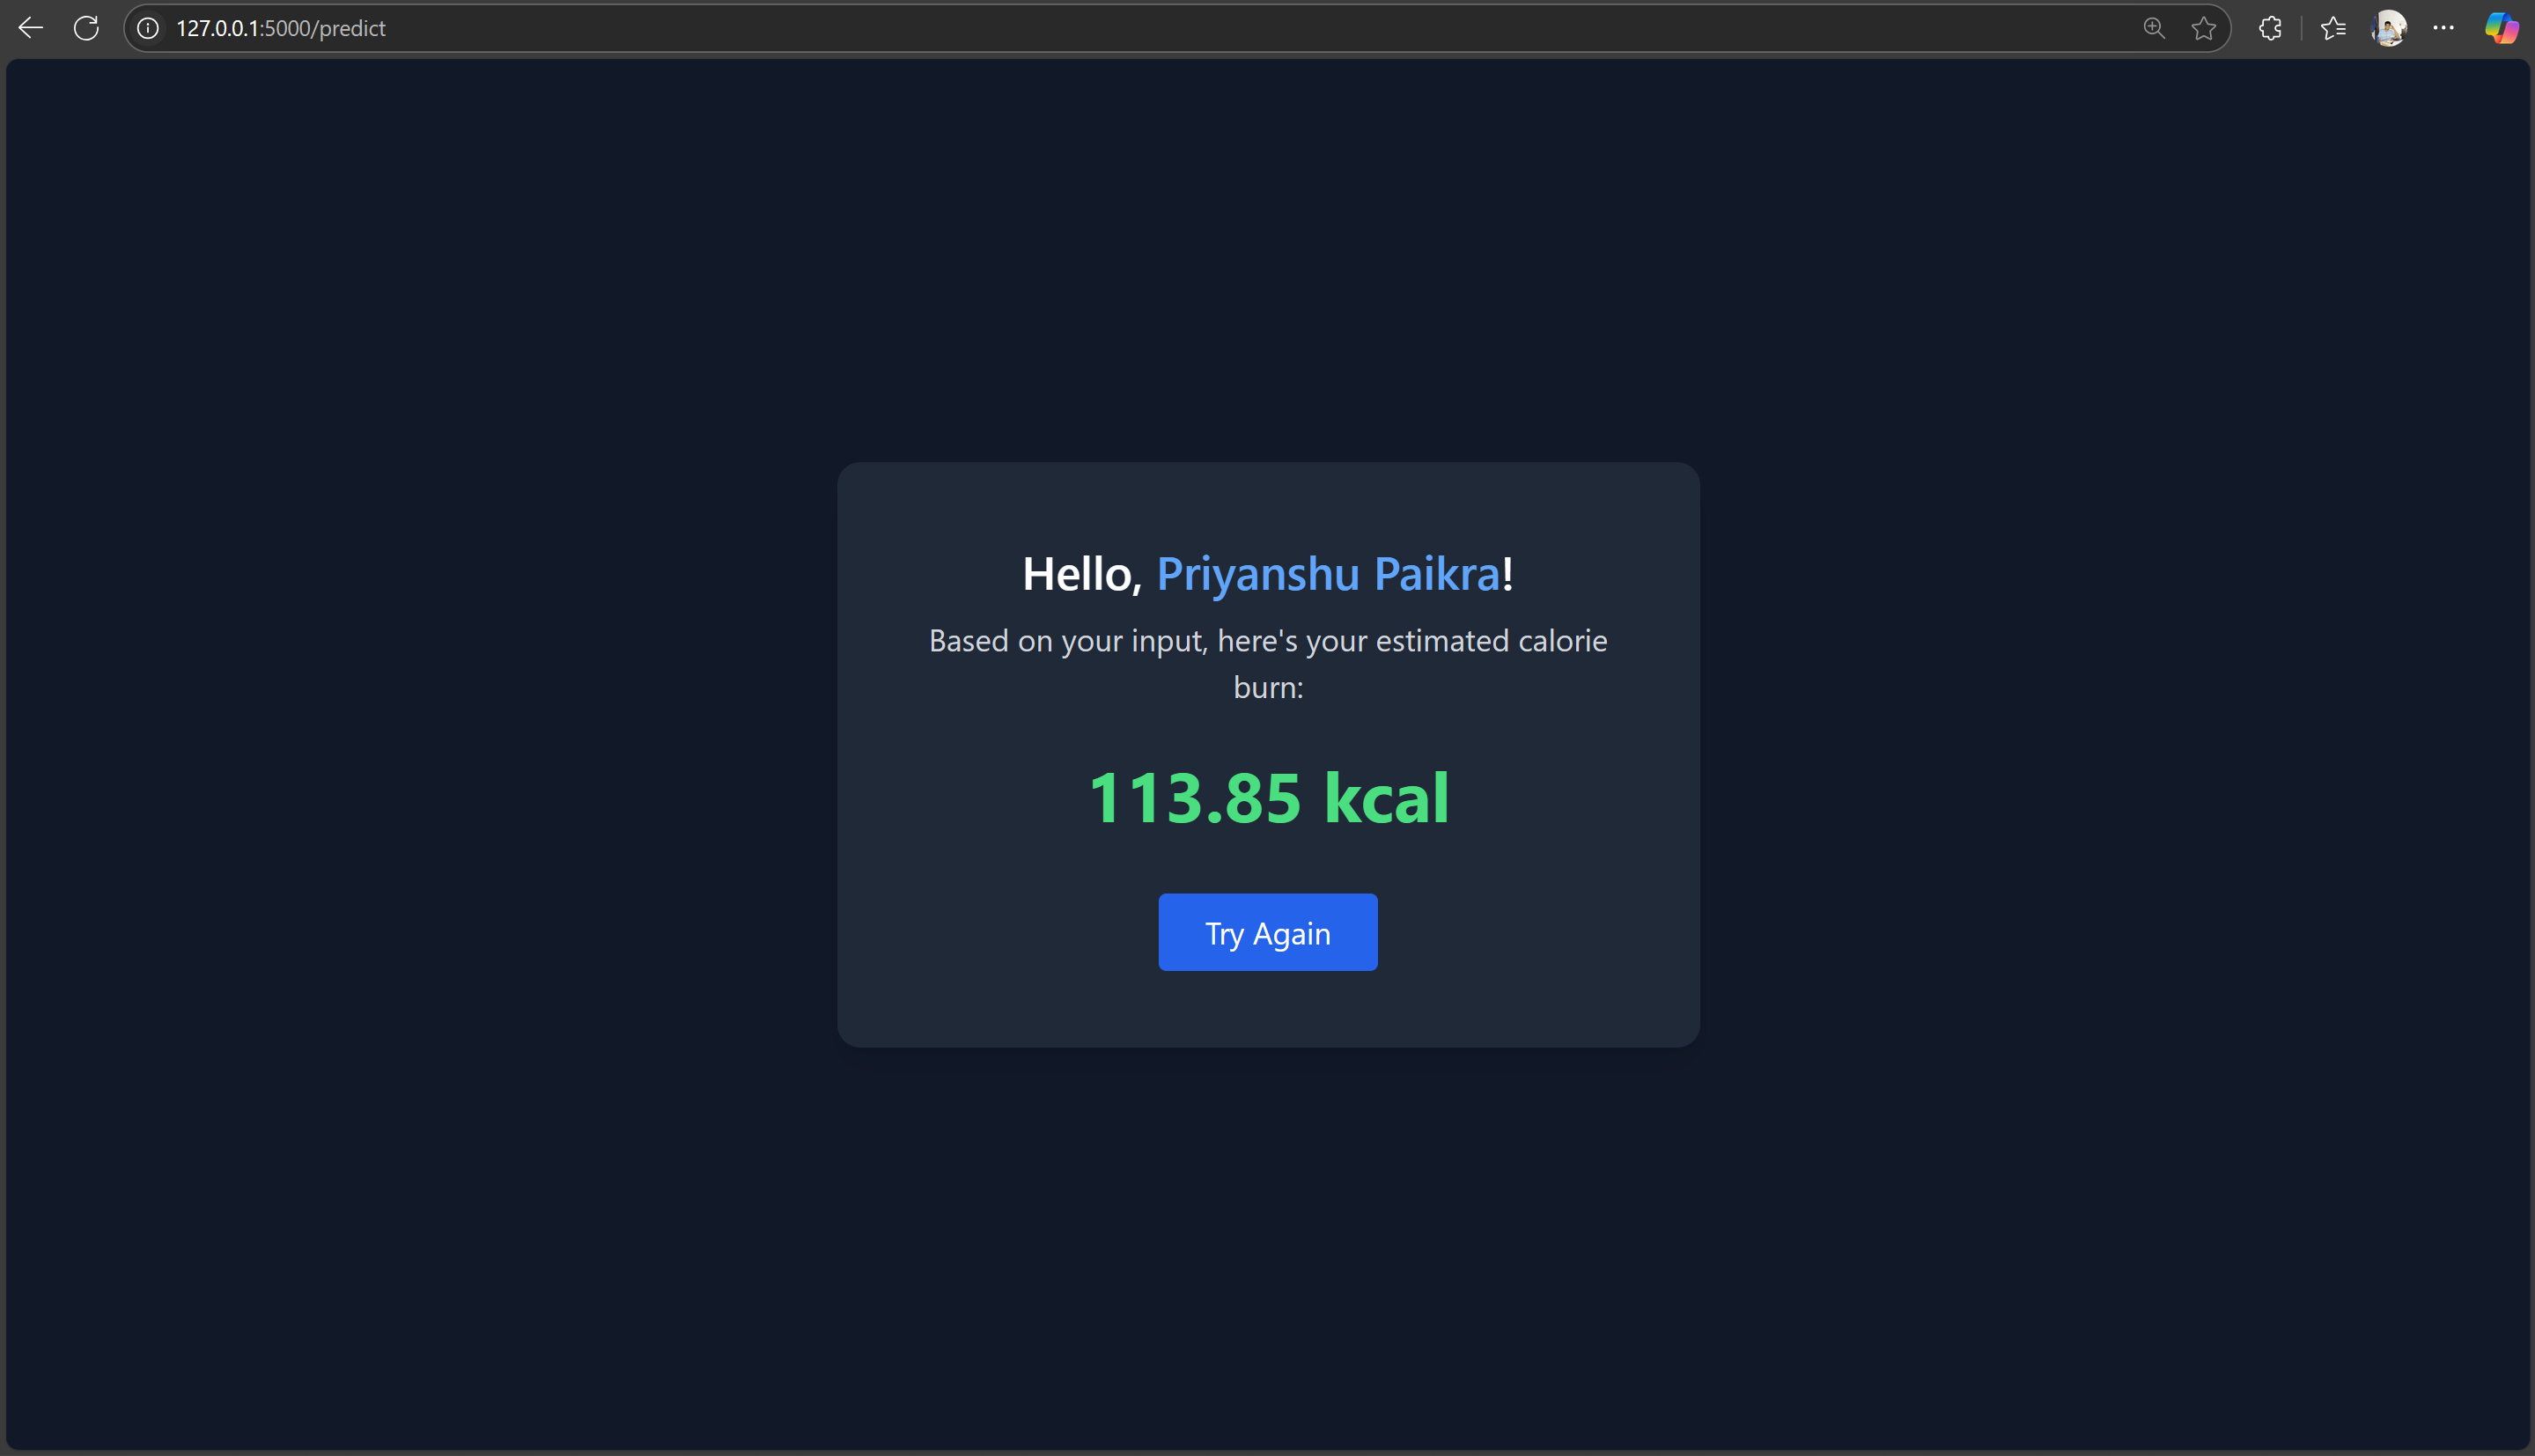 127.0.0.1:5000/predict
Hello, Priyanshu Paikra!
Based on your input, here's your estimated calorie
burn:
113.85 kcal
Try Again